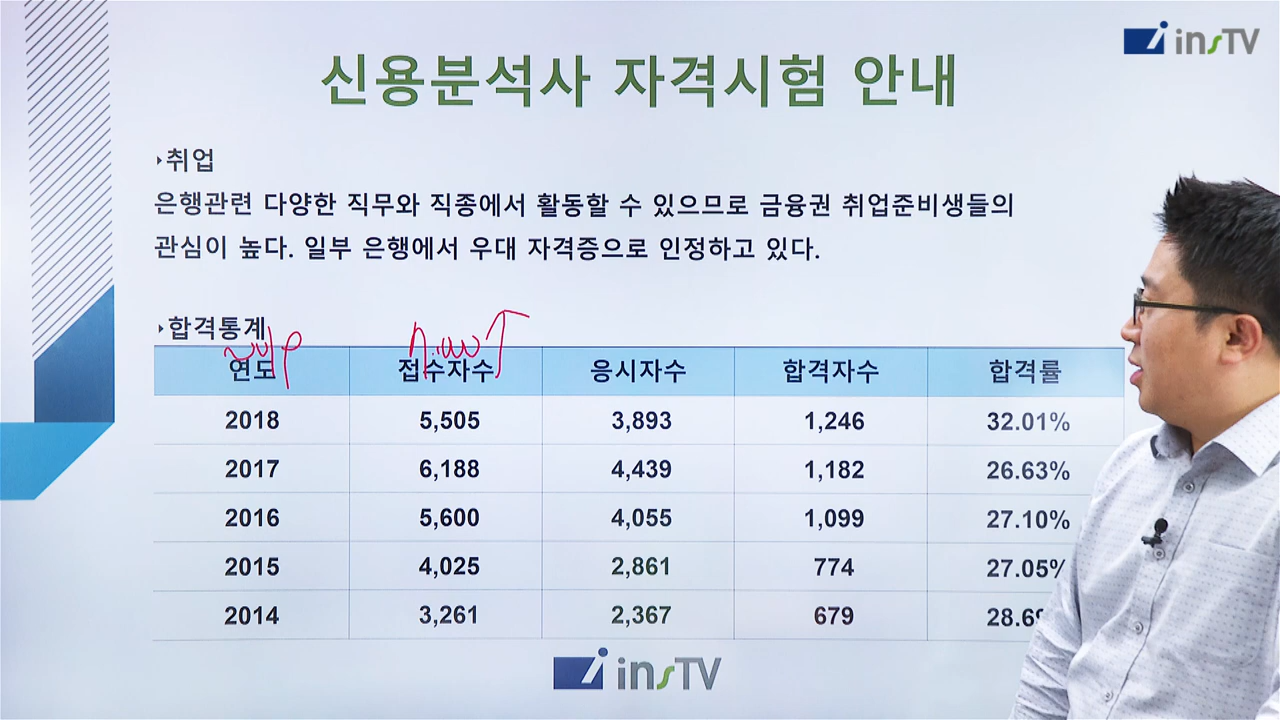 insTV
신용분석사 자격시험 안내
▸취업
은행관련 다양한 직무와 직종에서 활동할 수 있으므로 금융권 취업준비생들의
관심이 높다. 일부 은행에서 우대 자격증으로 인정하고 있다.
▸합격통계
연도 접수자수 응시자수 합격자수 합격률
2018 5,505 3,893 1,246 32.01%
2017 6,188 4,439 1,182 26.63%
2016 5,600 4,055 1,099 27.10%
2015 4,025 2,861 774 27.05%
2014 3,261 2,367 679 28.6
insTV